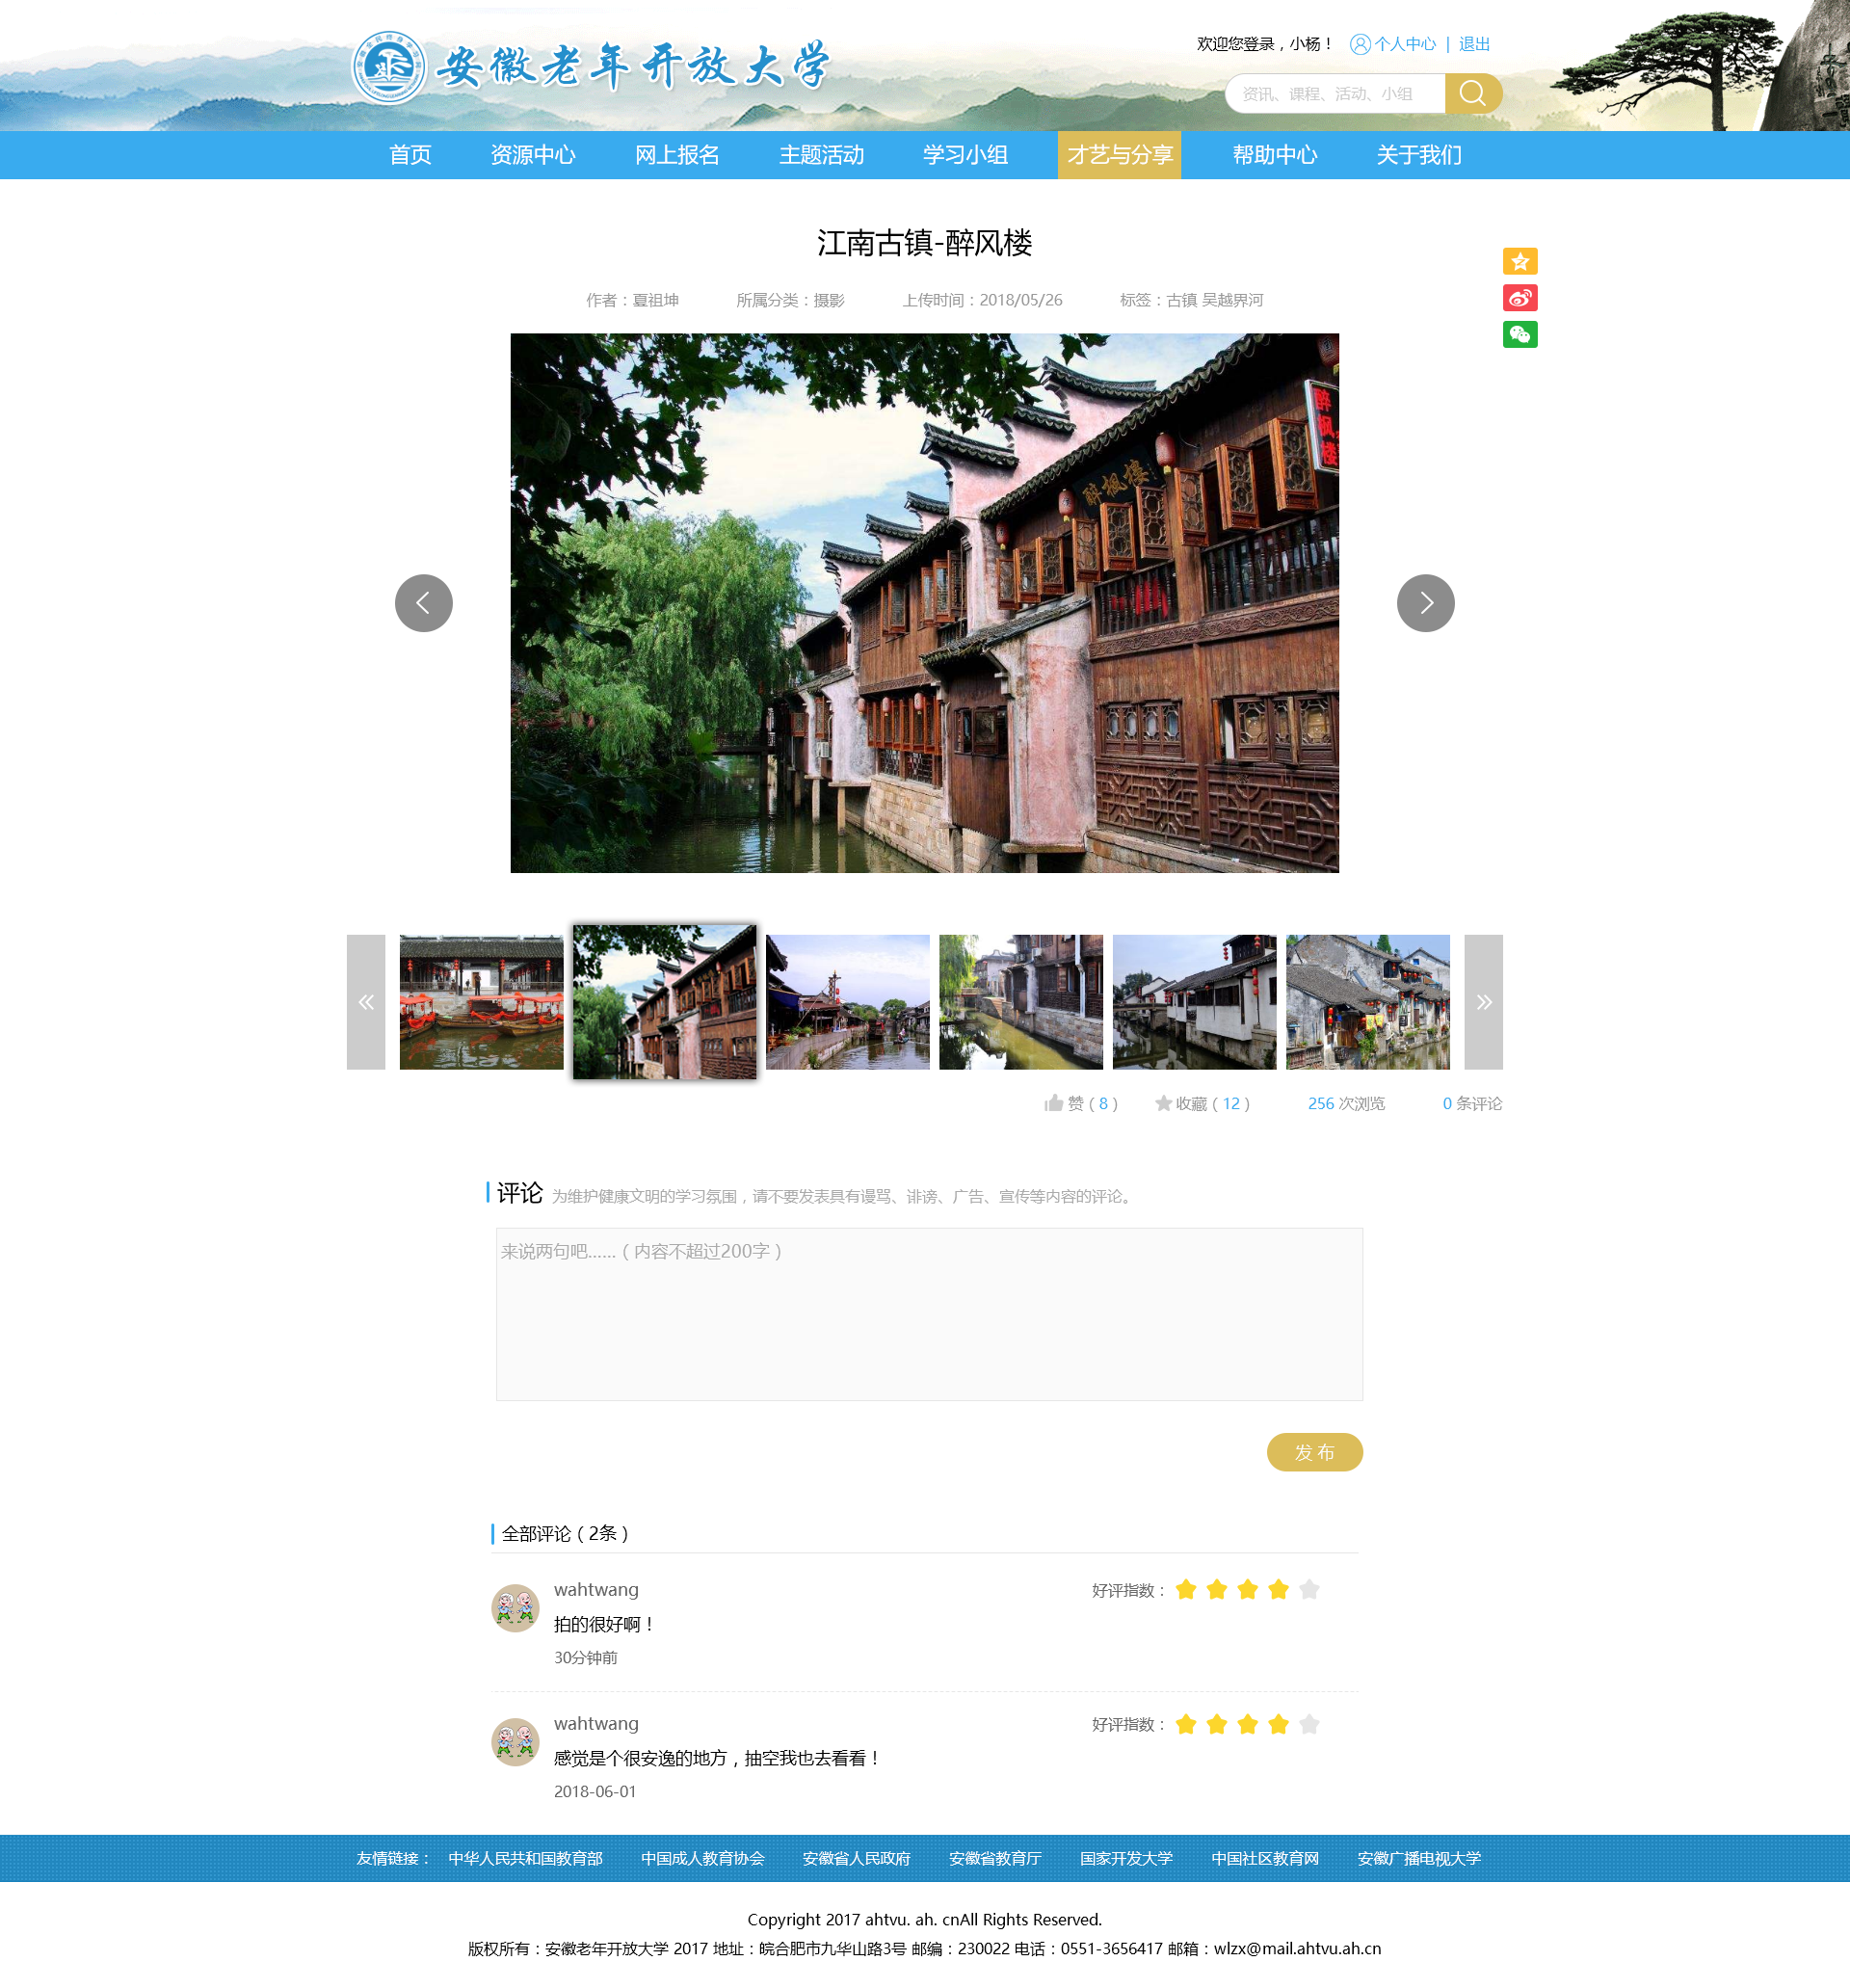 安徽老年开放大学
欢迎您登录，小杨！ 个人中心 | 退出
资讯、课程、活动、小组
首页 资源中心 网上报名 主题活动 学习小组 才艺与分享 帮助中心 关于我们
江南古镇-醉风楼
作者：夏祖坤 所属分类：摄影 上传时间：2018/05/26 标签：古镇 吴越界河
醉枫楼
醉枫楼
赞（8） 收藏（12） 256 次浏览 0 条评论
评论 为维护健康文明的学习氛围，请不要发表具有谩骂、诽谤、广告、宣传等内容的评论。
来说两句吧......（内容不超过200字）
发 布
全部评论（2条）
wahtwang 好评指数：
拍的很好啊！
30分钟前
wahtwang 好评指数：
感觉是个很安逸的地方，抽空我也去看看！
2018-06-01
友情链接： 中华人民共和国教育部 中国成人教育协会 安徽省人民政府 安徽省教育厅 国家开发大学 中国社区教育网 安徽广播电视大学
Copyright 2017 ahtvu. ah. cnAll Rights Reserved.
版权所有：安徽老年开放大学 2017 地址：皖合肥市九华山路3号 邮编：230022 电话：0551-3656417 邮箱：wlzx@mail.ahtvu.ah.cn